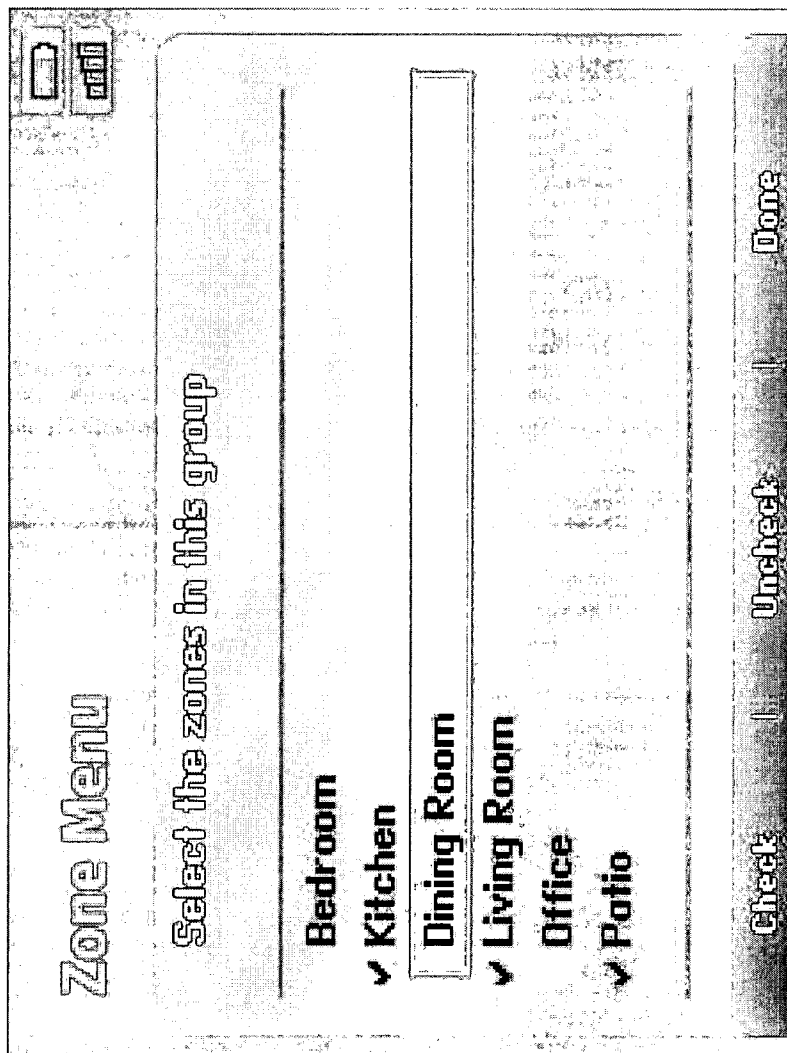 Zone Menu
Select the zones in this group
Bedroom
✓ Kitchen
Dining Room
✓ Living Room
Office
✓ Patio
Check | Uncheck | Done